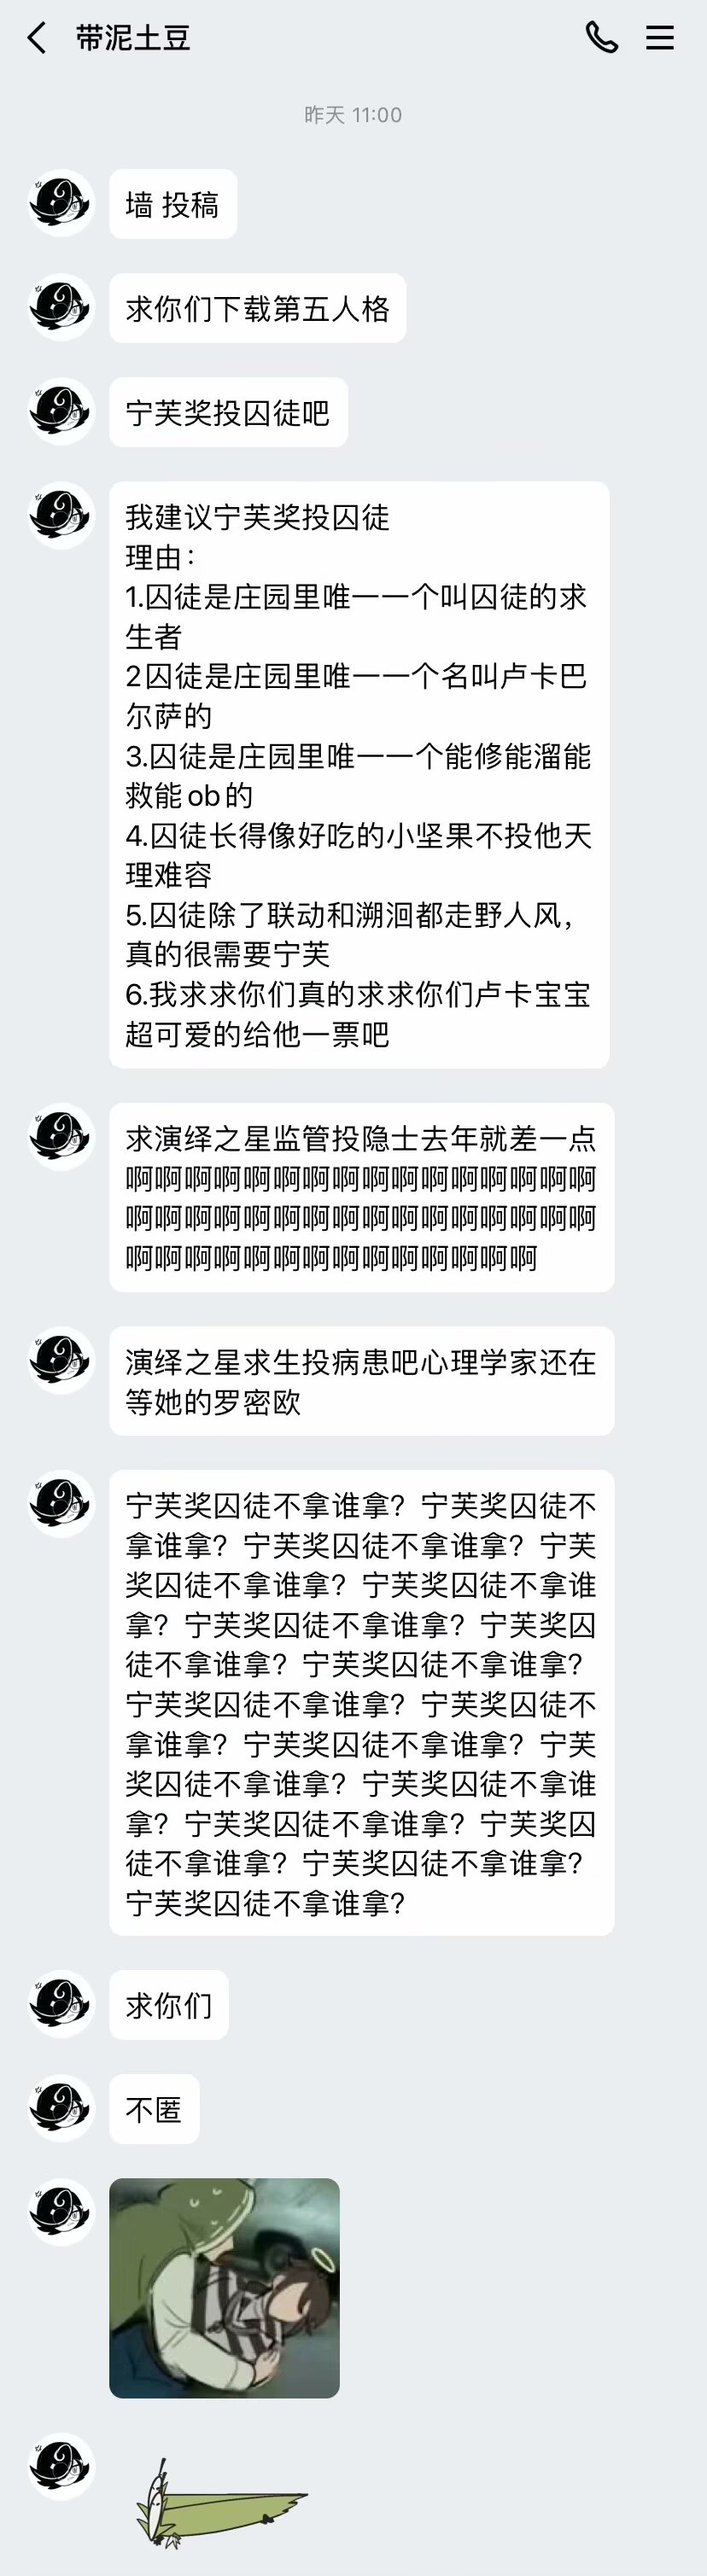 带泥土豆
昨天 11:00
墙 投稿
求你们下载第五人格
宁芙奖投囚徒吧
我建议宁芙奖投囚徒
理由：
1.囚徒是庄园里唯一一个叫囚徒的求
生者
2囚徒是庄园里唯一一个名叫卢卡巴
尔萨的
3.囚徒是庄园里唯一一个能修能溜能
救能ob的
4.囚徒长得像好吃的小坚果不投他天
理难容
5.囚徒除了联动和溯洄都走野人风，
真的很需要宁芙
6.我求求你们真的求求你们卢卡宝宝
超可爱的给他一票吧
求演绎之星监管投隐士去年就差一点
啊啊啊啊啊啊啊啊啊啊啊啊啊啊啊啊
啊啊啊啊啊啊啊啊啊啊啊啊啊啊啊啊
啊啊啊啊啊啊啊啊啊啊啊啊啊啊
演绎之星求生投病患吧心理学家还在
等她的罗密欧
宁芙奖囚徒不拿谁拿？宁芙奖囚徒不
拿谁拿？宁芙奖囚徒不拿谁拿？宁芙
奖囚徒不拿谁拿？宁芙奖囚徒不拿谁
拿？宁芙奖囚徒不拿谁拿？宁芙奖囚
徒不拿谁拿？宁芙奖囚徒不拿谁拿？
宁芙奖囚徒不拿谁拿？宁芙奖囚徒不
拿谁拿？宁芙奖囚徒不拿谁拿？宁芙
奖囚徒不拿谁拿？宁芙奖囚徒不拿谁
拿？宁芙奖囚徒不拿谁拿？宁芙奖囚
徒不拿谁拿？宁芙奖囚徒不拿谁拿？
宁芙奖囚徒不拿谁拿？
求你们
不匿